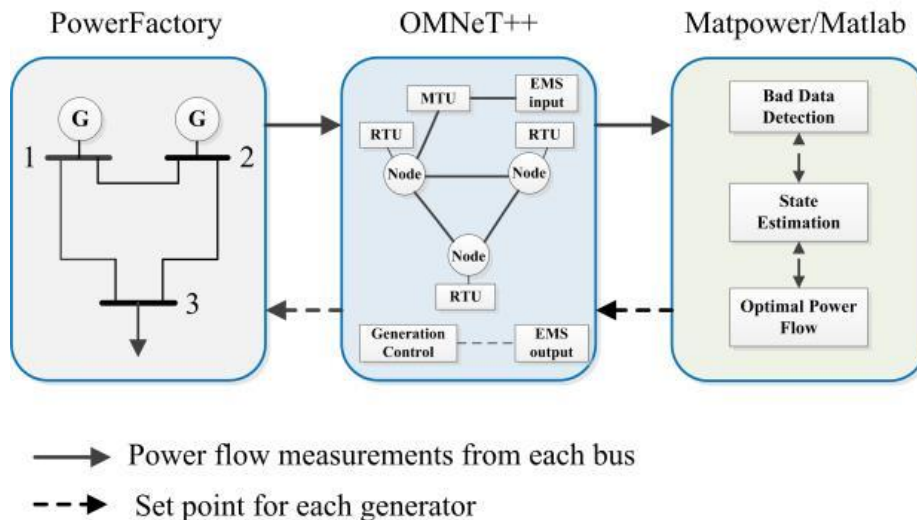 PowerFactory
OMNeT++
Matpower/Matlab
G
G
1
2
3
MTU
EMS
input
RTU
RTU
Node
Node
Node
RTU
Generation
Control
EMS
output
Bad Data
Detection
State
Estimation
Optimal Power
Flow
Power flow measurements from each bus
Set point for each generator